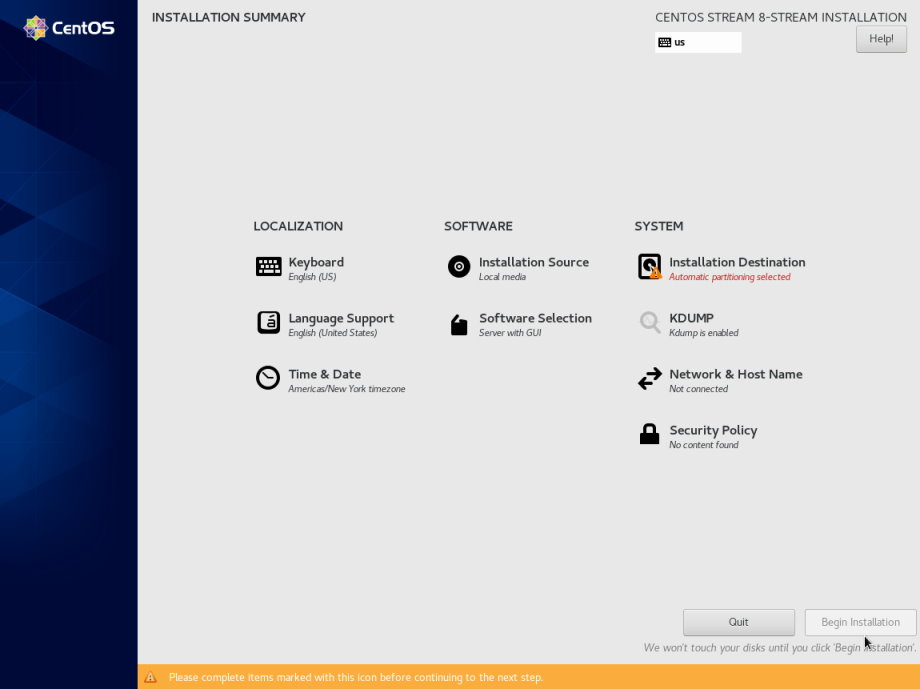 CentOS
INSTALLATION SUMMARY
CENTOS STREAM 8-STREAM INSTALLATION
us
Help!
LOCALIZATION
Keyboard
English (US)
Language Support
English (United States)
Time & Date
Americas/New York timezone
SOFTWARE
Installation Source
Local media
Software Selection
Server with GUI
SYSTEM
Installation Destination
Automatic partitioning selected
KDUMP
Kdump is enabled
Network & Host Name
Not connected
Security Policy
No content found
Quit
Begin Installation
We won't touch your disks until you click 'Begin Installation'.
Please complete items marked with this icon before continuing to the next step.